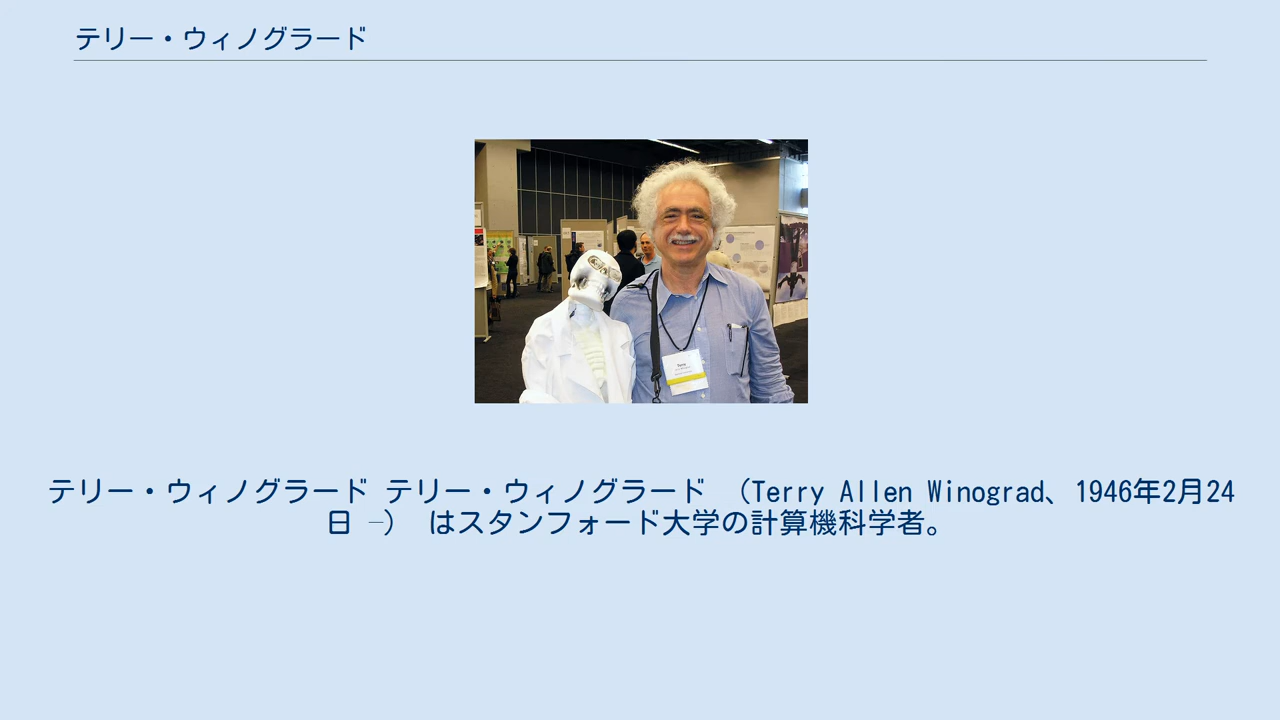 テリー・ウィノグラード
テリー・ウィノグラード テリー・ウィノグラード （Terry Allen Winograd、1946年2月24
日 –） はスタンフォード大学の計算機科学者。